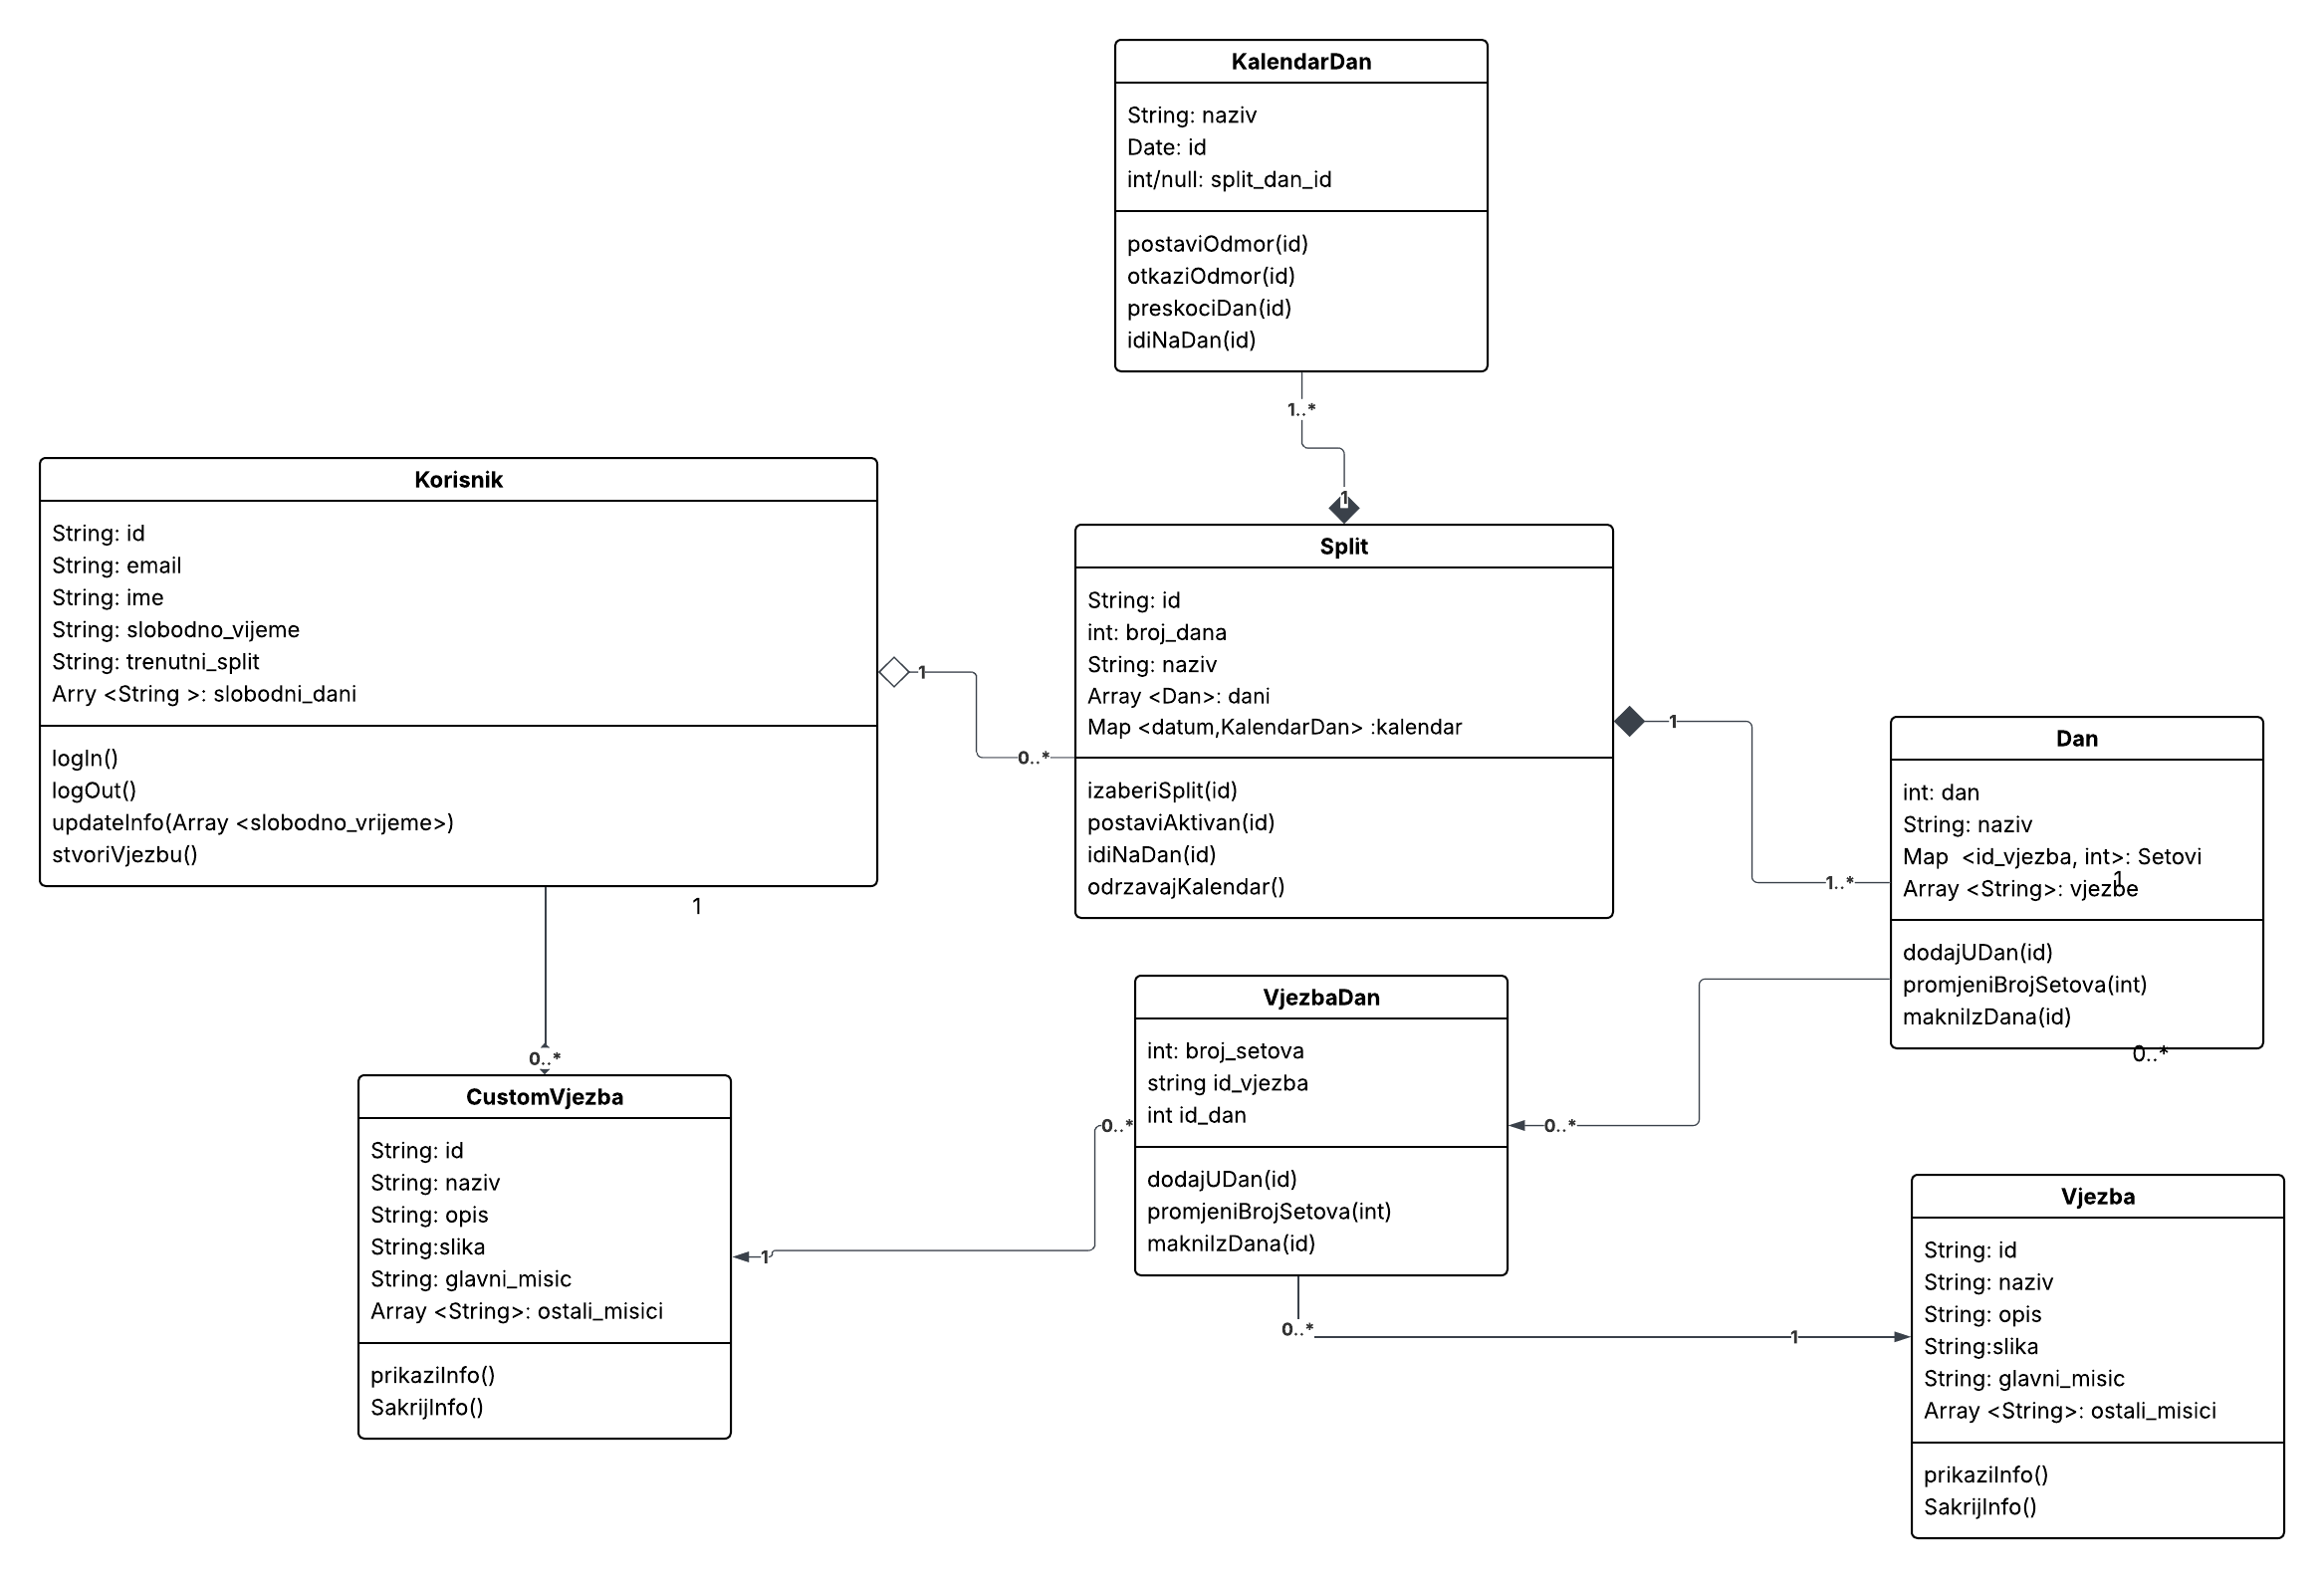 KalendarDan
String: naziv
Date: id
int/null: split_dan_id
postaviOdmor(id)
otkaziOdmor(id)
preskociDan(id)
idiNaDan(id)
1..*
1
Korisnik
String: id
String: email
String: ime
String: slobodno_vijeme
String: trenutni_split
Arry <String >: slobodni_dani
logIn()
logOut()
updateInfo(Array <slobodno_vrijeme>)
stvoriVjezbu()
1
0..*
1
0..*
Split
String: id
int: broj_dana
String: naziv
Array <Dan>: dani
Map <datum,KalendarDan> :kalendar
izaberiSplit(id)
postaviAktivan(id)
idiNaDan(id)
odrzavajKalendar()
1
1..*
Dan
int: dan
String: naziv
Map  <id_vjezba, int>: Setovi
1
Array <String>: vjezbe
dodajUDan(id)
promjeniBrojSetova(int)
makniIzDana(id)
0..*
VjezbaDan
int: broj_setova
string id_vjezba
int id_dan
dodajUDan(id)
promjeniBrojSetova(int)
makniIzDana(id)
0..*
0..*
1
0..*
1
CustomVjezba
String: id
String: naziv
String: opis
String:slika
String: glavni_misic
Array <String>: ostali_misici
prikaziInfo()
SakrijInfo()
Vjezba
String: id
String: naziv
String: opis
String:slika
String: glavni_misic
Array <String>: ostali_misici
prikaziInfo()
SakrijInfo()